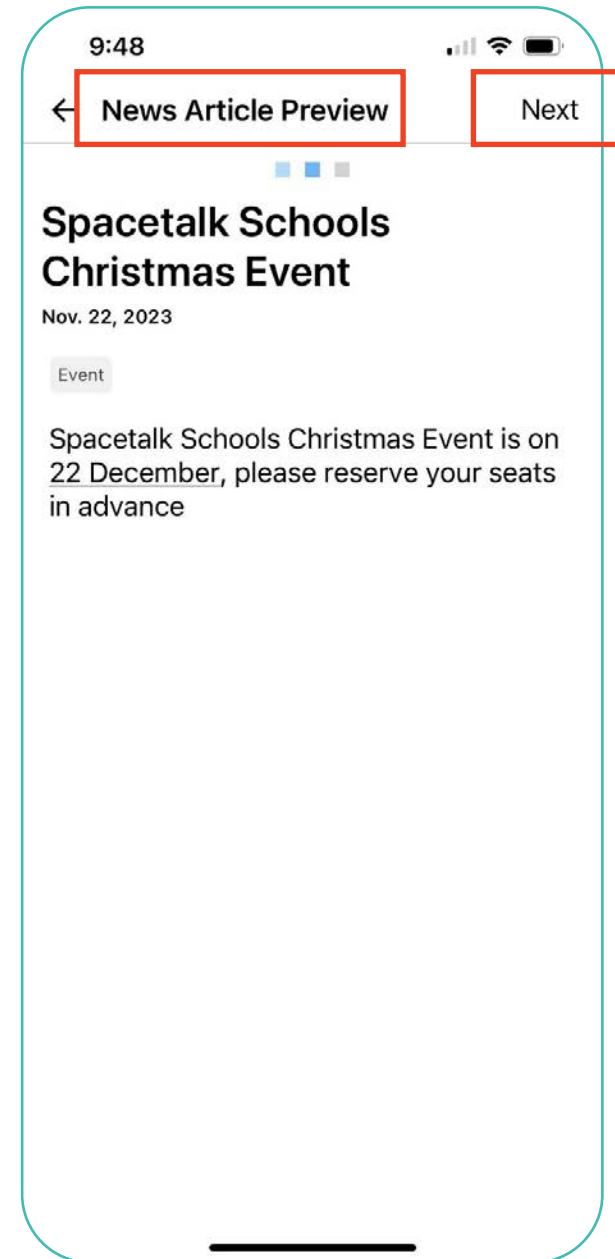 9:48
News Article Preview
Next
Spacetalk Schools
Christmas Event
Nov. 22, 2023
Event
Spacetalk Schools Christmas Event is on
22 December, please reserve your seats
in advance